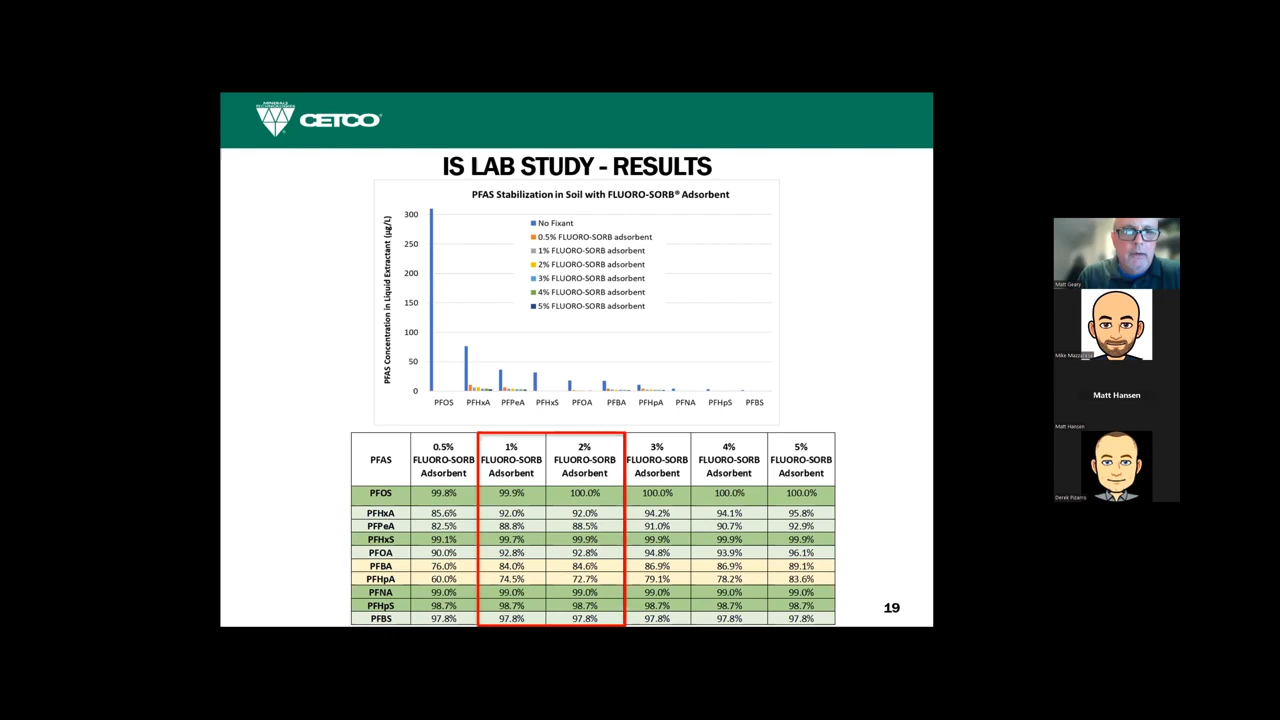 MINERALS TECHNOLOGIES
CETCO
IS LAB STUDY - RESULTS
PFAS Stabilization in Soil with FLUORO-SORB® Adsorbent
PFAS Concentration in Liquid Extractant (µg/L)
300
250
200
150
100
50
0
No Fixant
0.5% FLUORO-SORB adsorbent
1% FLUORO-SORB adsorbent
2% FLUORO-SORB adsorbent
3% FLUORO-SORB adsorbent
4% FLUORO-SORB adsorbent
5% FLUORO-SORB adsorbent
PFOS PFHxA PFPeA PFHxS PFOA PFBA PFHpA PFNA PFHpS PFBS
PFAS 0.5% FLUORO-SORB Adsorbent 1% FLUORO-SORB Adsorbent 2% FLUORO-SORB Adsorbent 3% FLUORO-SORB Adsorbent 4% FLUORO-SORB Adsorbent 5% FLUORO-SORB Adsorbent
PFOS 99.8% 99.9% 100.0% 100.0% 100.0% 100.0%
PFHxA 85.6% 92.0% 92.0% 94.2% 94.1% 95.8%
PFPeA 82.5% 88.8% 88.5% 91.0% 90.7% 92.9%
PFHxS 99.1% 99.7% 99.9% 99.9% 99.9% 99.9%
PFOA 90.0% 92.8% 92.8% 94.8% 93.9% 96.1%
PFBA 76.0% 84.0% 84.6% 86.9% 86.9% 89.1%
PFHpA 60.0% 74.5% 72.7% 79.1% 78.2% 83.6%
PFNA 99.0% 99.0% 99.0% 99.0% 99.0% 99.0%
PFHpS 98.7% 98.7% 98.7% 98.7% 98.7% 98.7%
PFBS 97.8% 97.8% 97.8% 97.8% 97.8% 97.8%
19
Matt Geary
Mike
Matt Hansen
Matt Hansen
Derek Pizarro